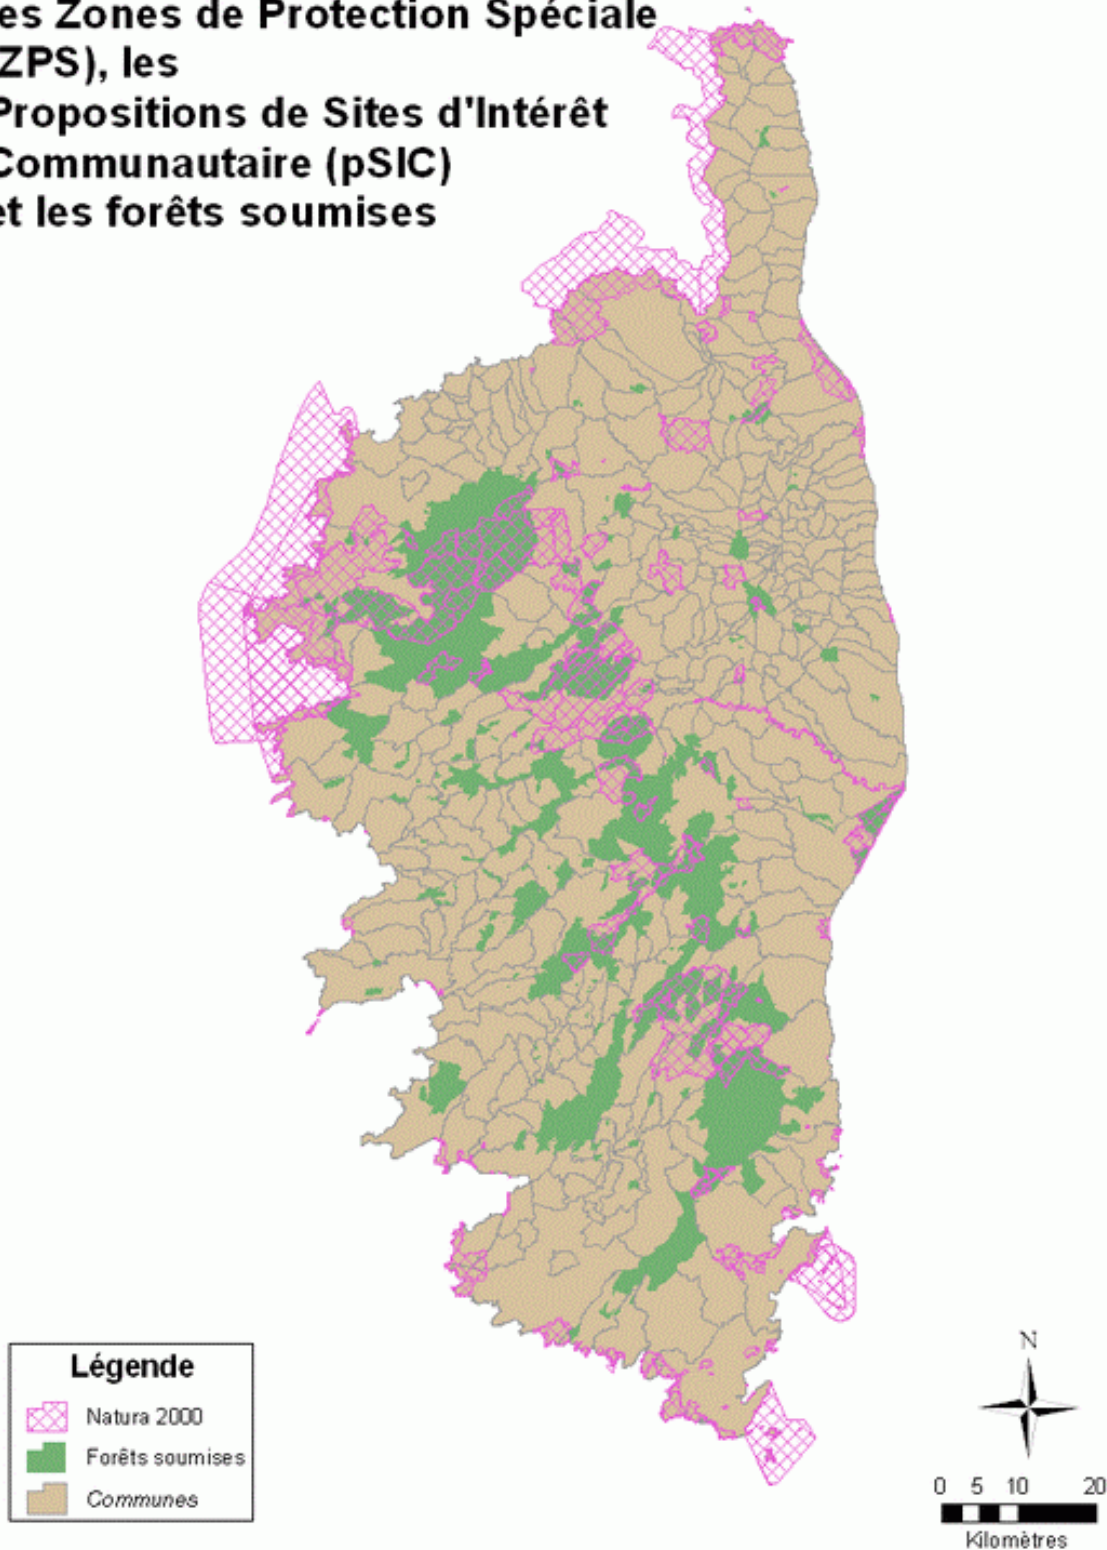 es Zones de Protection Spéciale
ZPS), les
Propositions de Sites d'Intérêt
Communautaire (pSIC)
et les forêts soumises
Légende
Natura 2000
Forêts soumises
Communes
N
0 5 10 20
Kilomètres